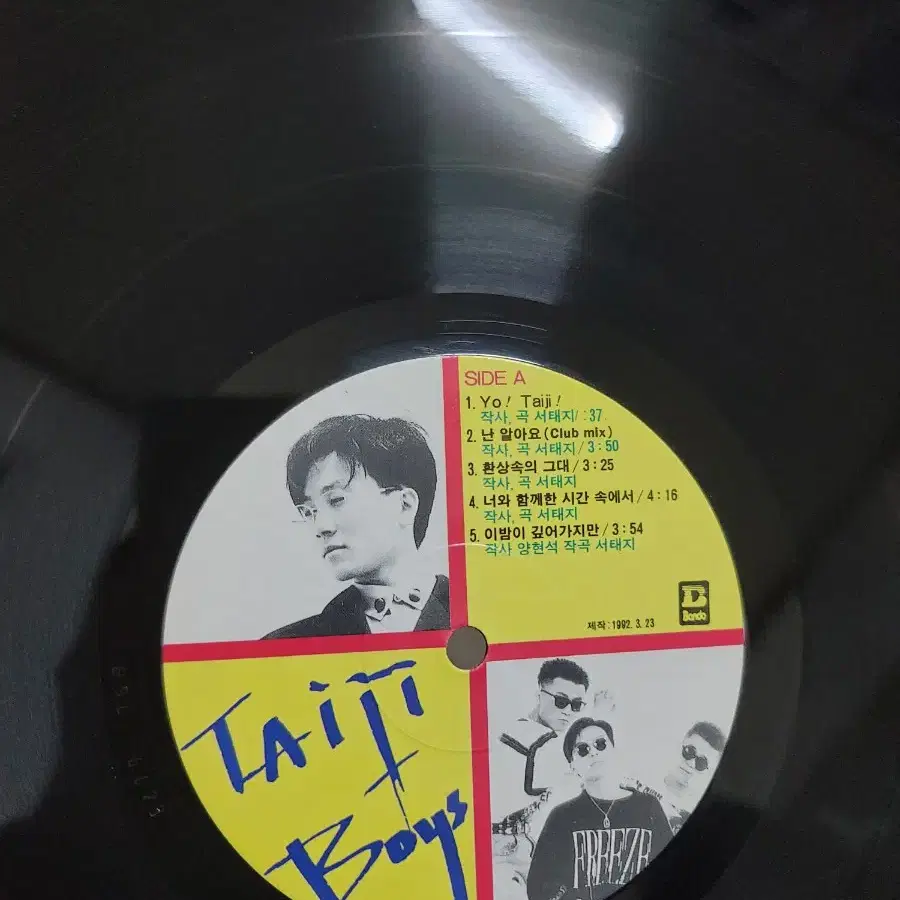 SIDE A
1. Yo! Taiji!
작사, 곡 서태지/ :37
2. 난 알아요 (Club mix)
작사, 곡 서태지/3:50
3. 환상속의 그대/3:25
작사, 곡 서태지
4. 너와 함께한 시간 속에서/4:16
작사, 곡 서태지
5. 이밤이 깊어가지만/3:54
작사 양현석 작곡 서태지
Bando
제작:1992. 3. 23
TAIJI
Boys
FREEZE